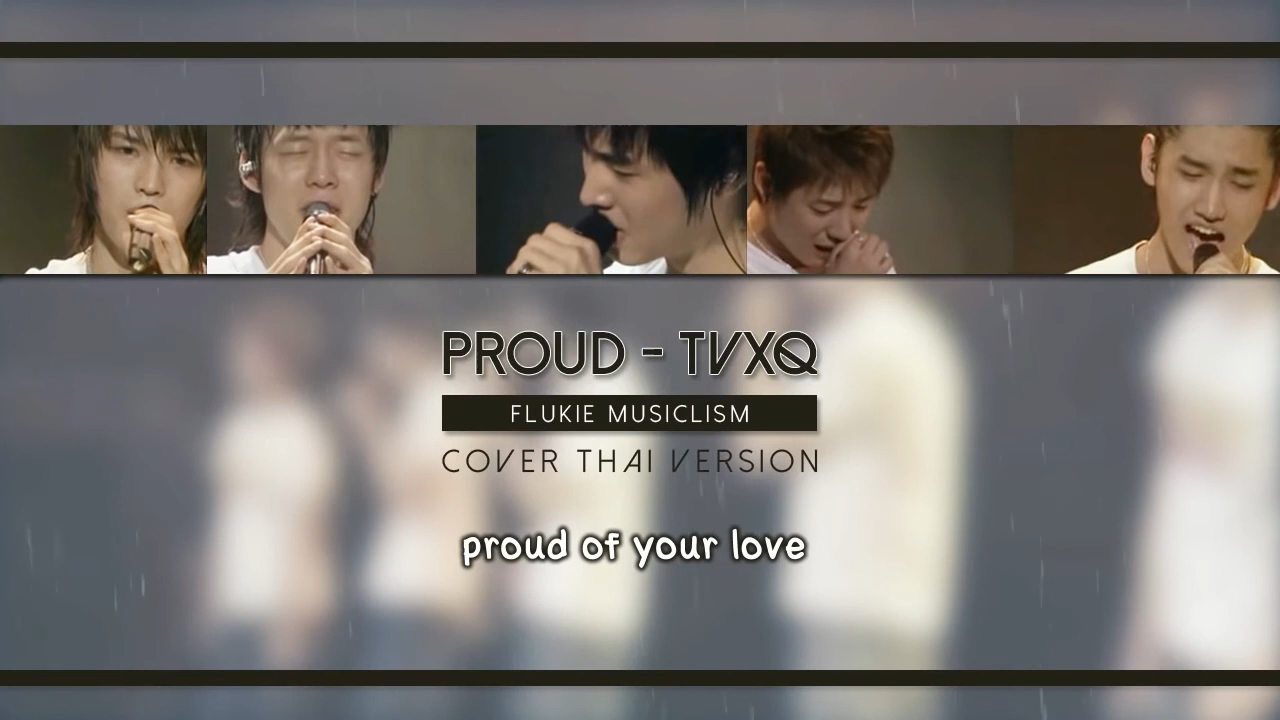 PROUD - TVXQ
FLUKIE MUSICLISM
COVER THAI VERSION
proud of your love